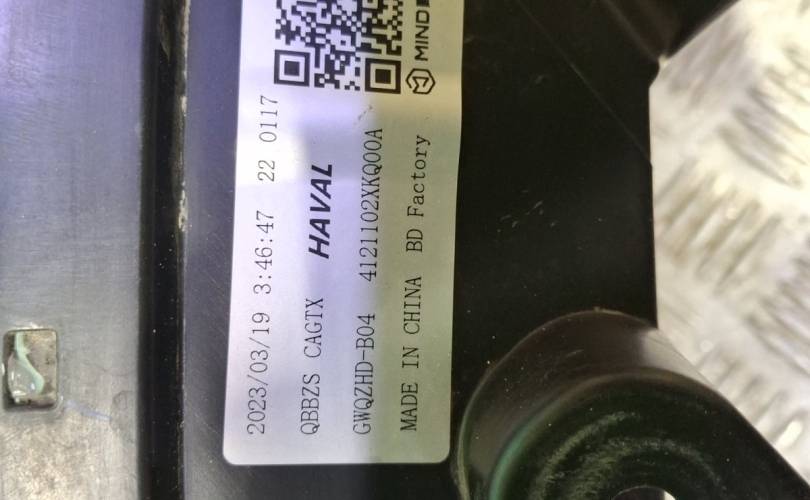 2023/03/19 3:46:47 22 0117
QBBZS CAGTX HAVAL
GWQZHD-B04 4121102XKQ00A
MADE IN CHINA BD Factory
MIND